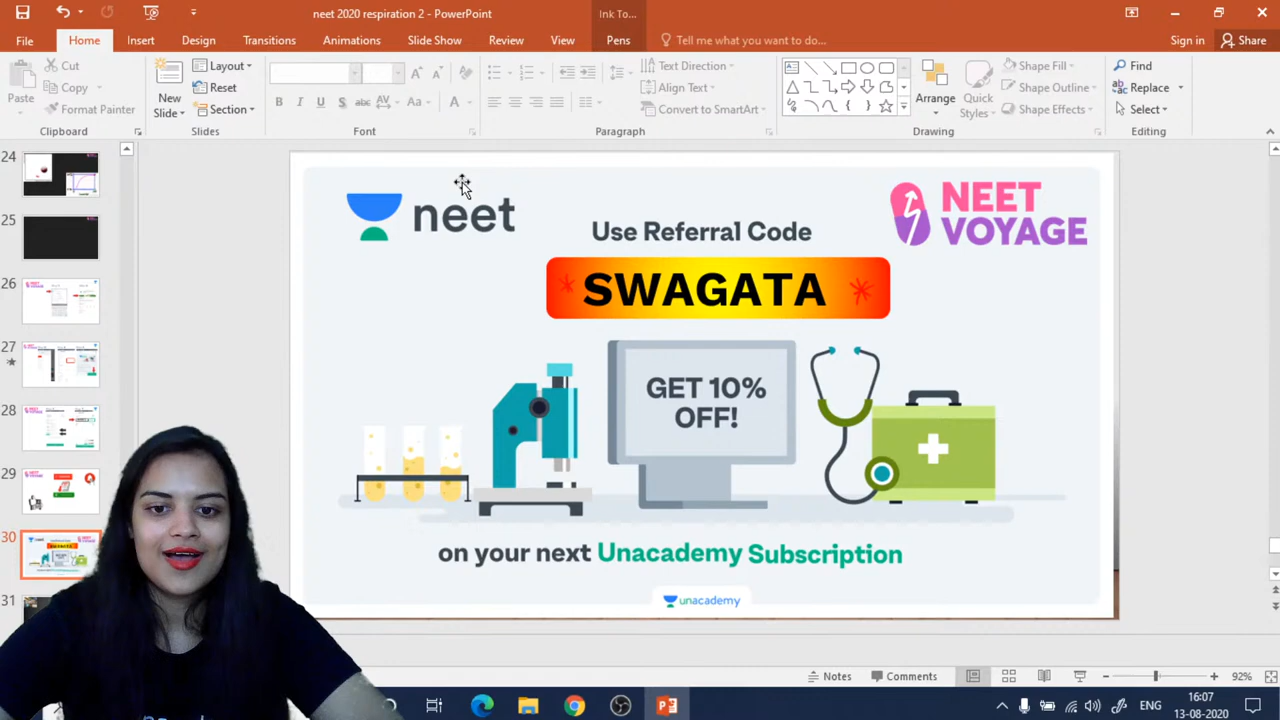 neet 2020 respiration 2 - PowerPoint
Ink To...
File
Home
Insert
Design
Transitions
Animations
Slide Show
Review
View
Pens
Tell me what you want to do...
Sign in
Share
Paste
Cut
Copy
Format Painter
Clipboard
New
Slide
Layout
Reset
Section
Slides
B I U S abc AV Aa A
Font
Text Direction
Align Text
Convert to SmartArt
Paragraph
Arrange
Quick
Styles
Shape Fill
Shape Outline
Shape Effects
Drawing
Find
Replace
Select
Editing
24
25
26
27
28
29
30
31
neet
NEET
VOYAGE
Use Referral Code
SWAGATA
GET 10%
OFF!
on your next Unacademy Subscription
unacademy
Notes
Comments
92%
ENG
16:07
13-08-2020